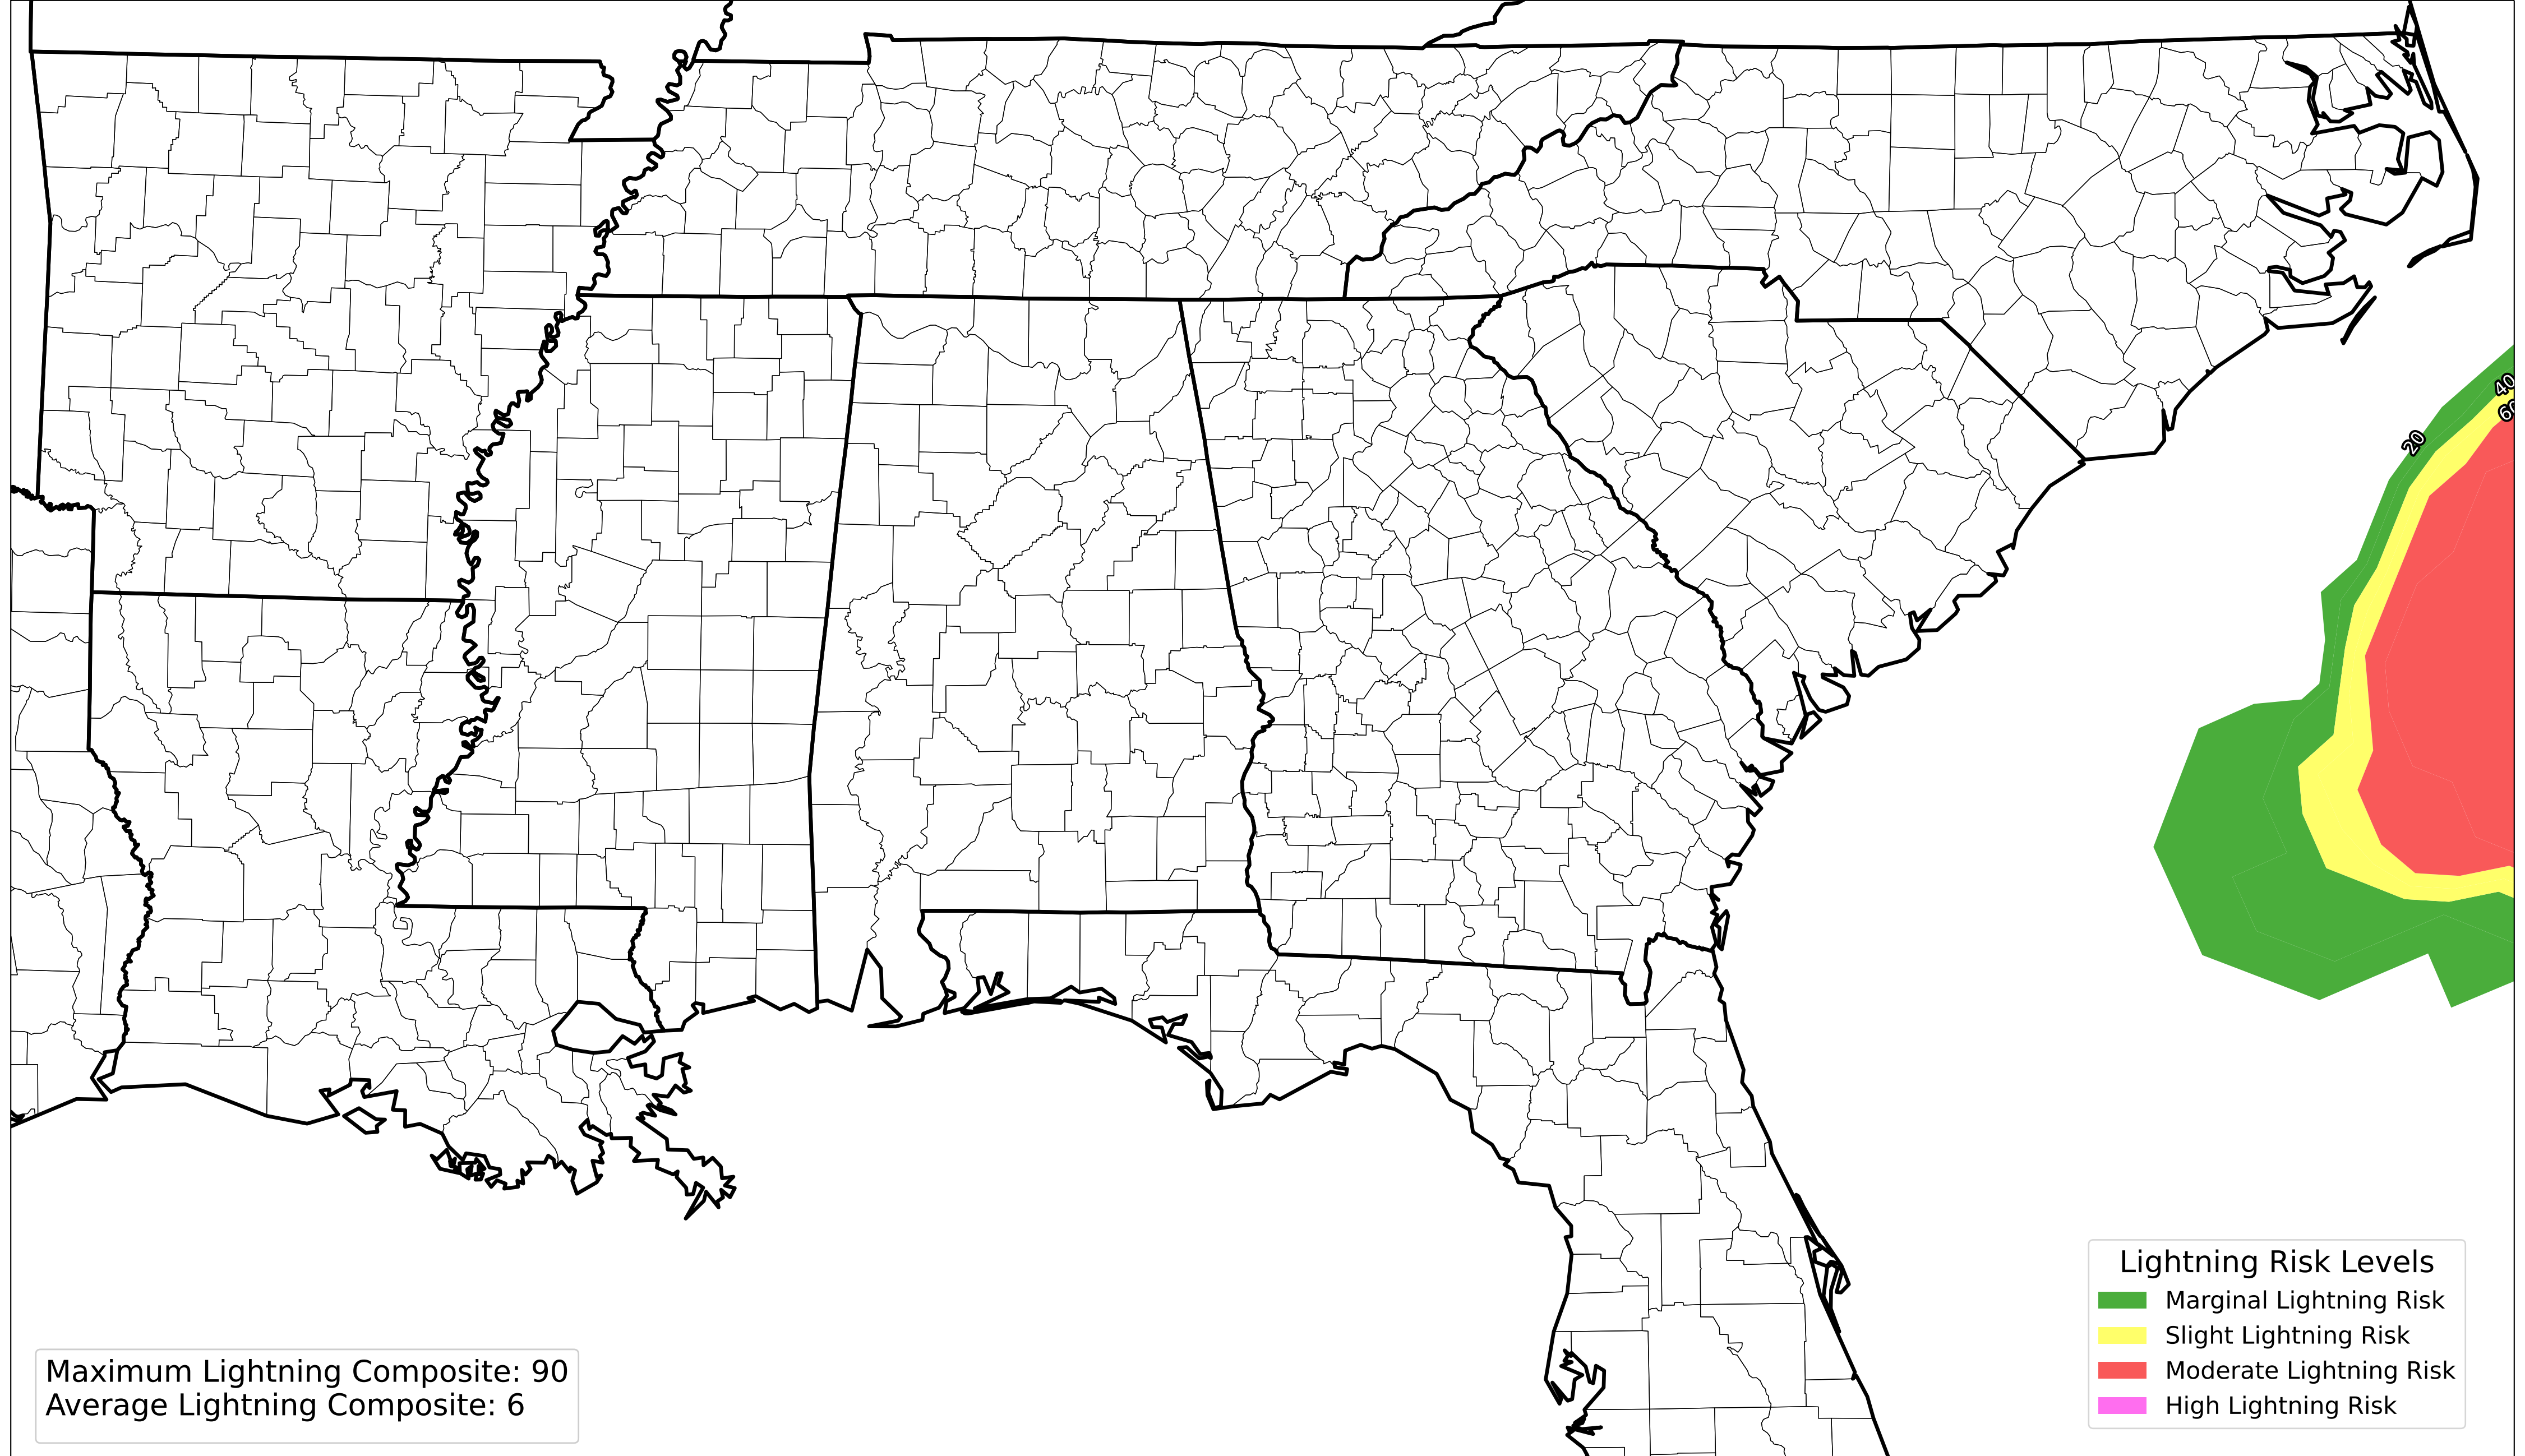 40
60
20
Lightning Risk Levels
Marginal Lightning Risk
Slight Lightning Risk
Moderate Lightning Risk
High Lightning Risk
Maximum Lightning Composite: 90
Average Lightning Composite: 6